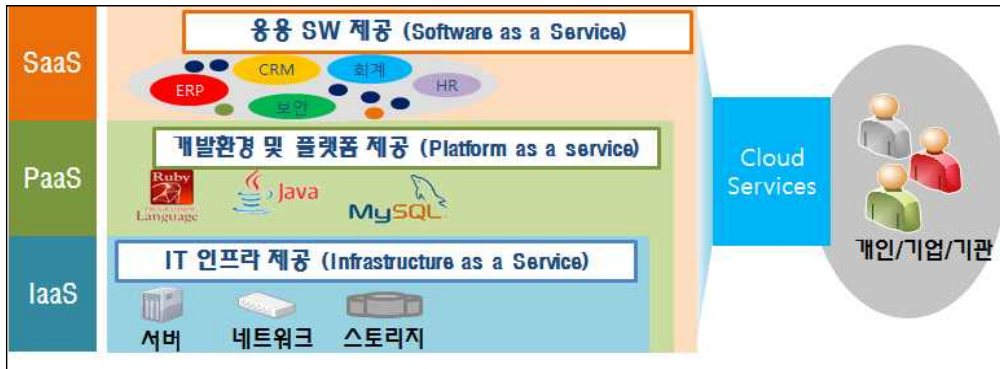 SaaS
응용 SW 제공 (Software as a Service)
ERP
CRM
회계
HR
보안
PaaS
개발환경 및 플랫폼 제공 (Platform as a service)
Ruby
Language
Java
MySQL
IaaS
IT 인프라 제공 (Infrastructure as a Service)
서버
네트워크
스토리지
Cloud
Services
개인/기업/기관